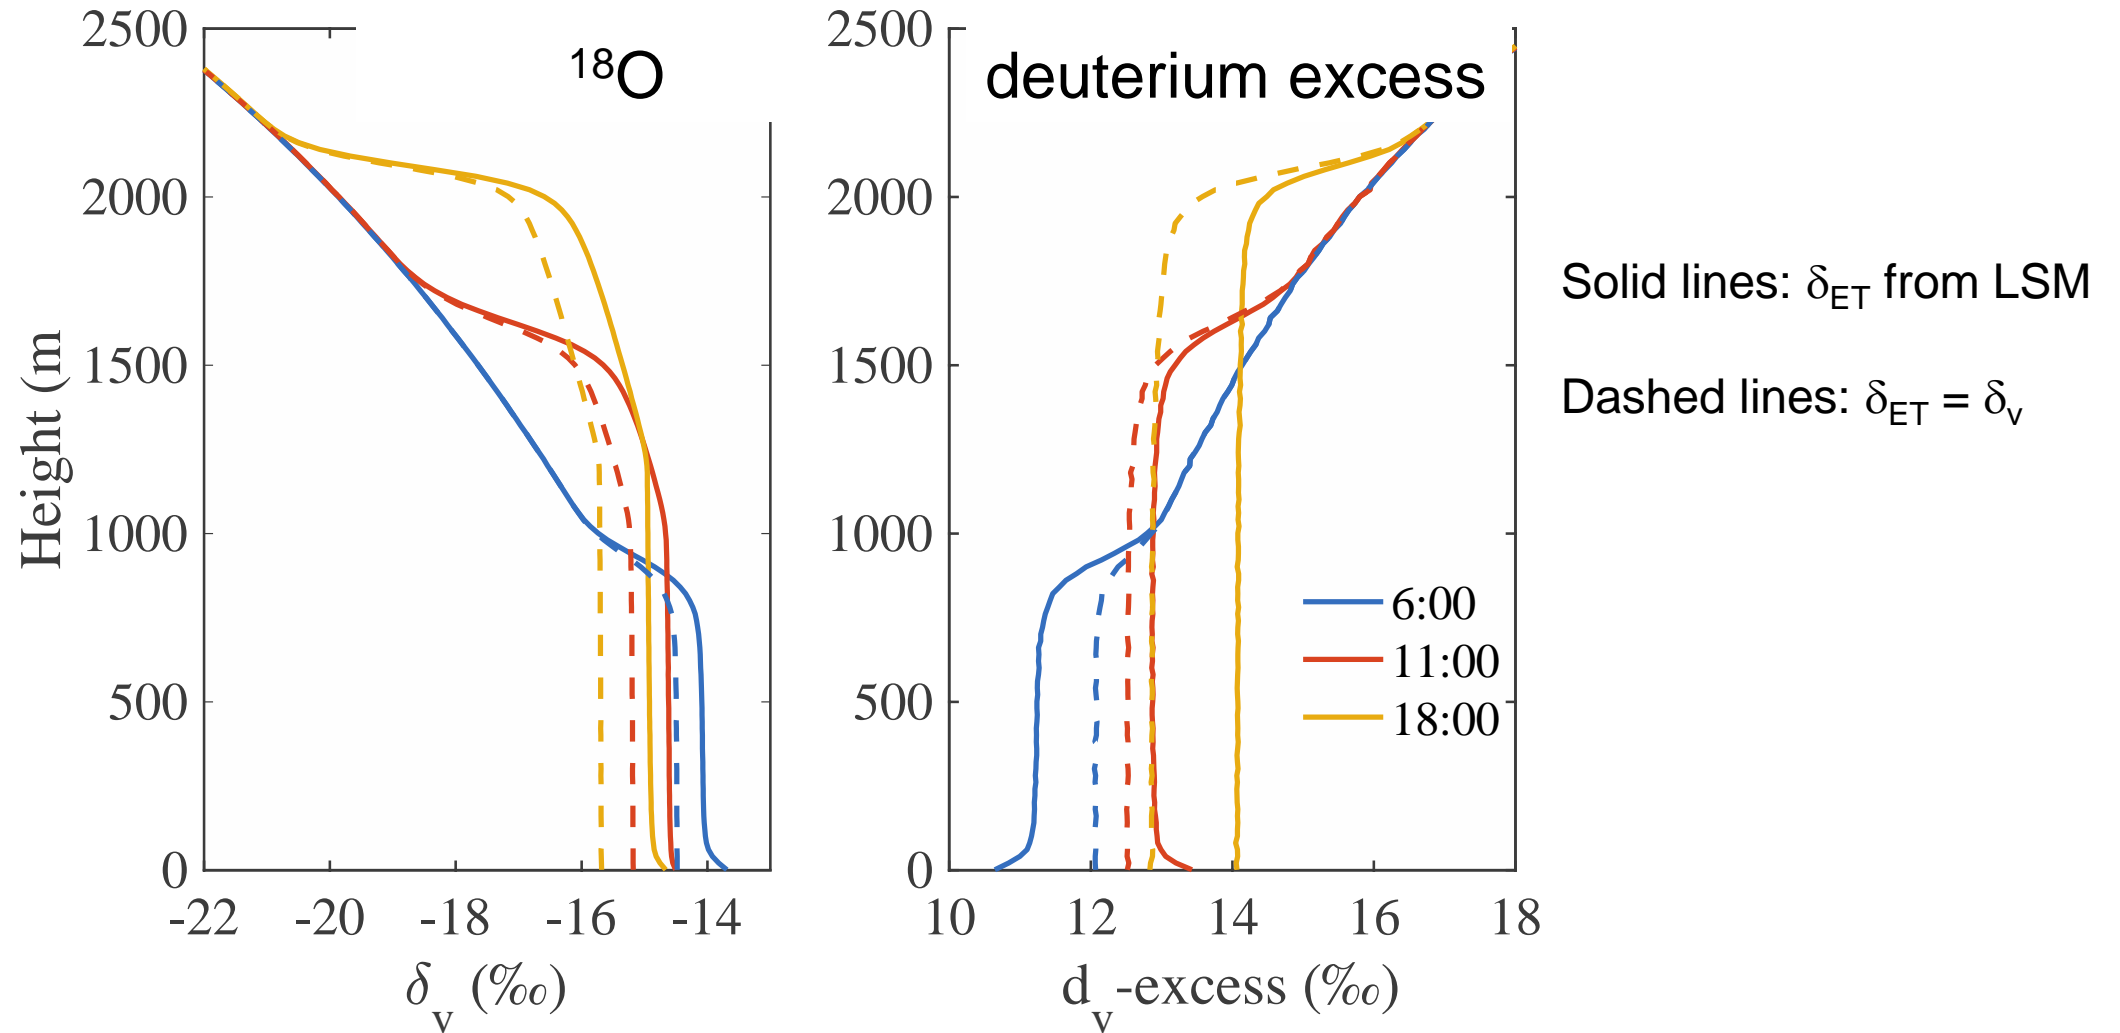 ¹⁸O
deuterium excess
2500
2000
1500
1000
500
0
Height (m
-22 -20 -18 -16 -14
δv (‰)
2500
2000
1500
1000
500
0
10 12 14 16 18
dv-excess (‰)
6:00
11:00
18:00
Solid lines: δET from LSM
Dashed lines: δET = δv